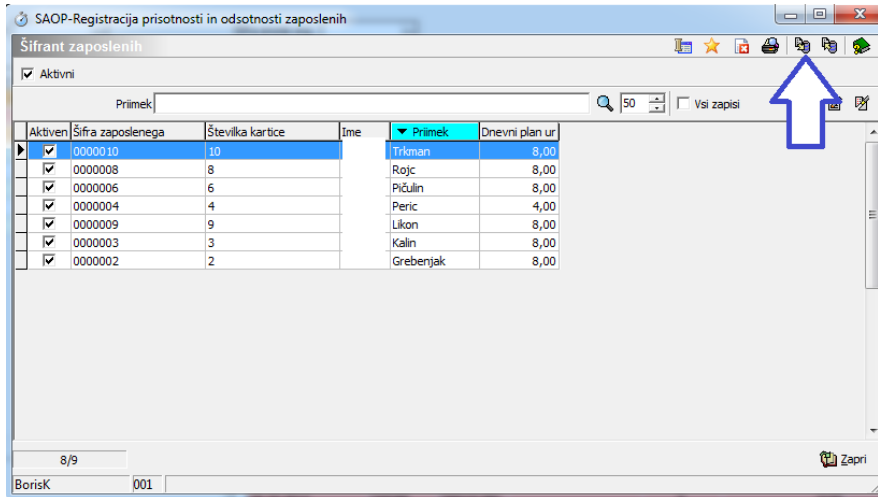 SAOP-Registracija prisotnosti in odsotnosti zaposlenih
Šifrant zaposlenih
Aktivni
Priimek 50 Vsi zapisi
Aktiven Šifra zaposlenega Številka kartice Ime Priimek Dnevni plan ur
0000010 10 Trkman 8,00
0000008 8 Rojc 8,00
0000006 6 Pičulin 8,00
0000004 4 Peric 4,00
0000009 9 Likon 8,00
0000003 3 Kalin 8,00
0000002 2 Grebenjak 8,00
8/9 Zapri
BorisK 001